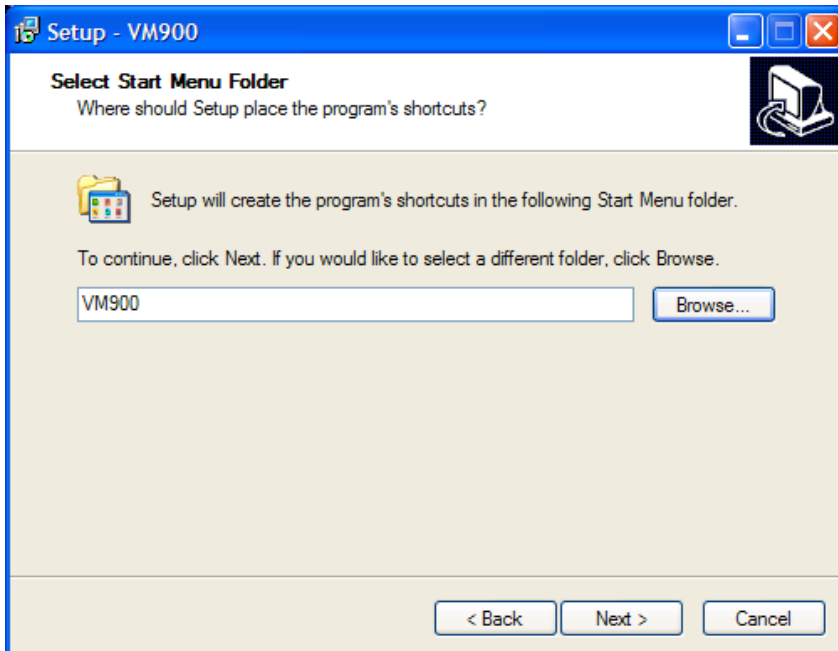 Setup - VM900
Select Start Menu Folder
Where should Setup place the program's shortcuts?
Setup will create the program's shortcuts in the following Start Menu folder.
To continue, click Next. If you would like to select a different folder, click Browse.
VM900
Browse...
< Back
Next >
Cancel